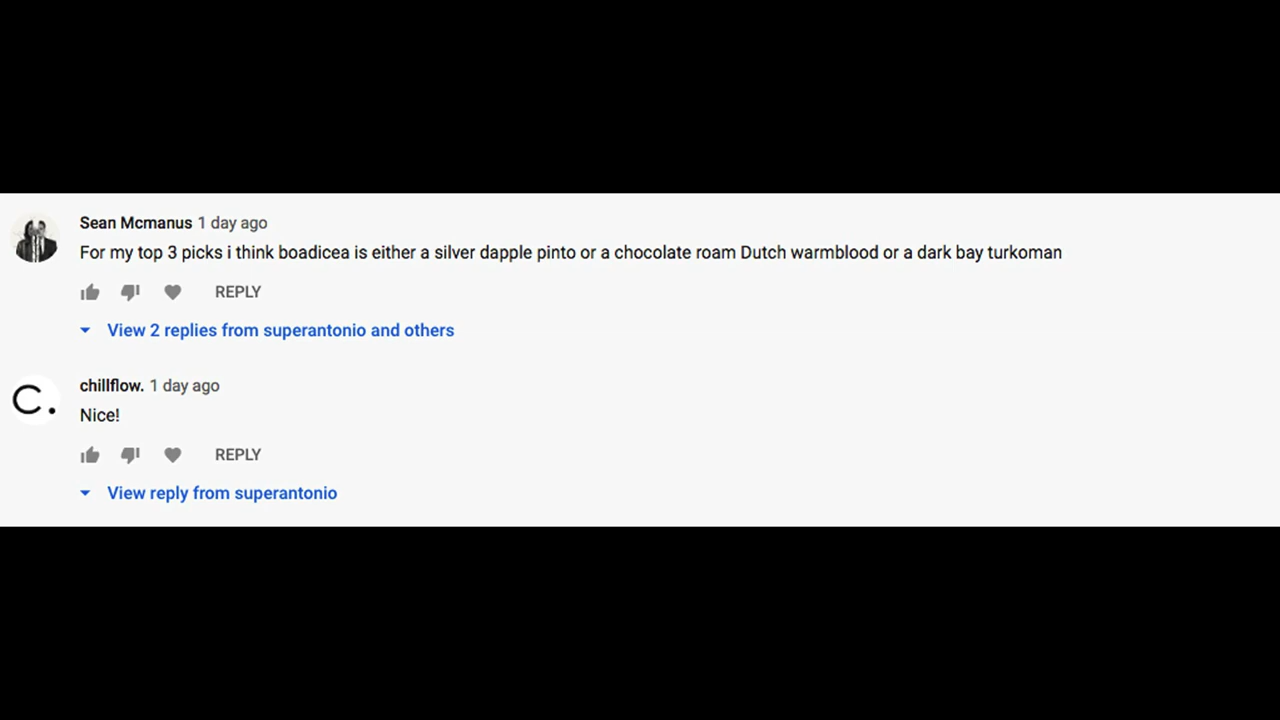 Sean Mcmanus 1 day ago
For my top 3 picks i think boadicea is either a silver dapple pinto or a chocolate roam Dutch warmblood or a dark bay turkoman
REPLY
View 2 replies from superantonio and others
C.
chillflow. 1 day ago
Nice!
REPLY
View reply from superantonio